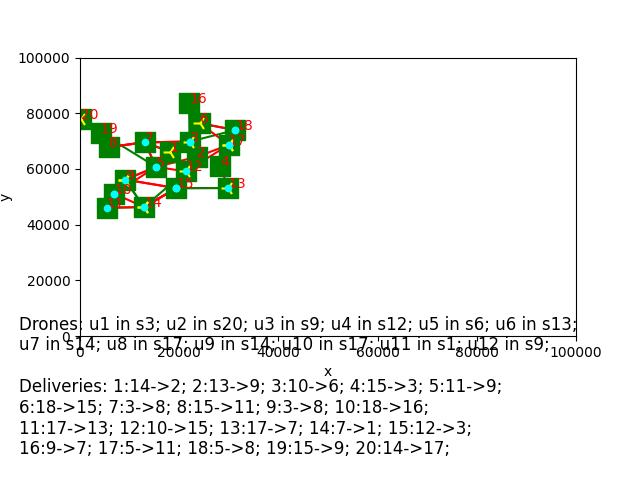 100000
80000
60000
40000
20000
0
y
16
20
18
19
13
Drones: u1 in s3; u2 in s20; u3 in s9; u4 in s12; u5 in s6; u6 in s13;
u7 in s14; u8 in s17; u9 in s14; u10 in s17; u11 in s1; u12 in s9;
20000 40000 60000 80000 100000
x
Deliveries: 1:14->2; 2:13->9; 3:10->6; 4:15->3; 5:11->9;
6:18->15; 7:3->8; 8:15->11; 9:3->8; 10:18->16;
11:17->13; 12:10->15; 13:17->7; 14:7->1; 15:12->3;
16:9->7; 17:5->11; 18:5->8; 19:15->9; 20:14->17;